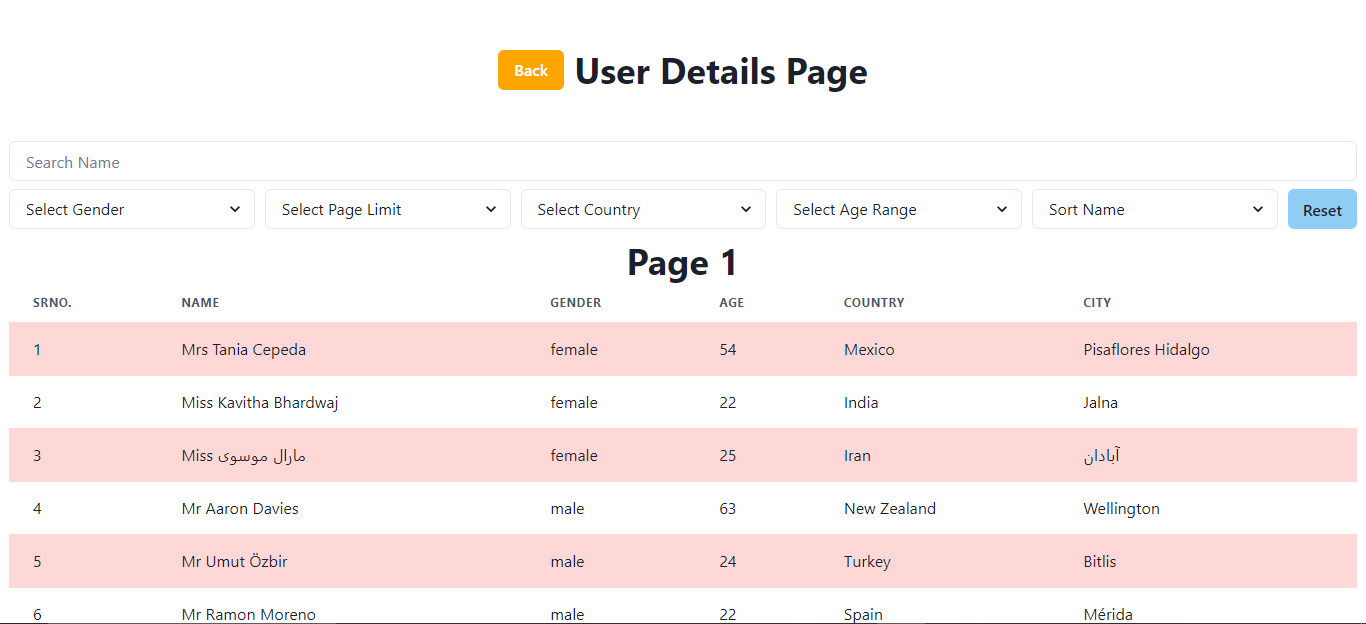 Back User Details Page
Search Name
Select Gender Select Page Limit Select Country Select Age Range Sort Name Reset
Page 1
SRNO. NAME GENDER AGE COUNTRY CITY
1 Mrs Tania Cepeda female 54 Mexico Pisaflores Hidalgo
2 Miss Kavitha Bhardwaj female 22 India Jalna
3 Miss مارال موسوی female 25 Iran آبادان
4 Mr Aaron Davies male 63 New Zealand Wellington
5 Mr Umut Özbir male 24 Turkey Bitlis
6 Mr Ramon Moreno male 22 Spain Mérida